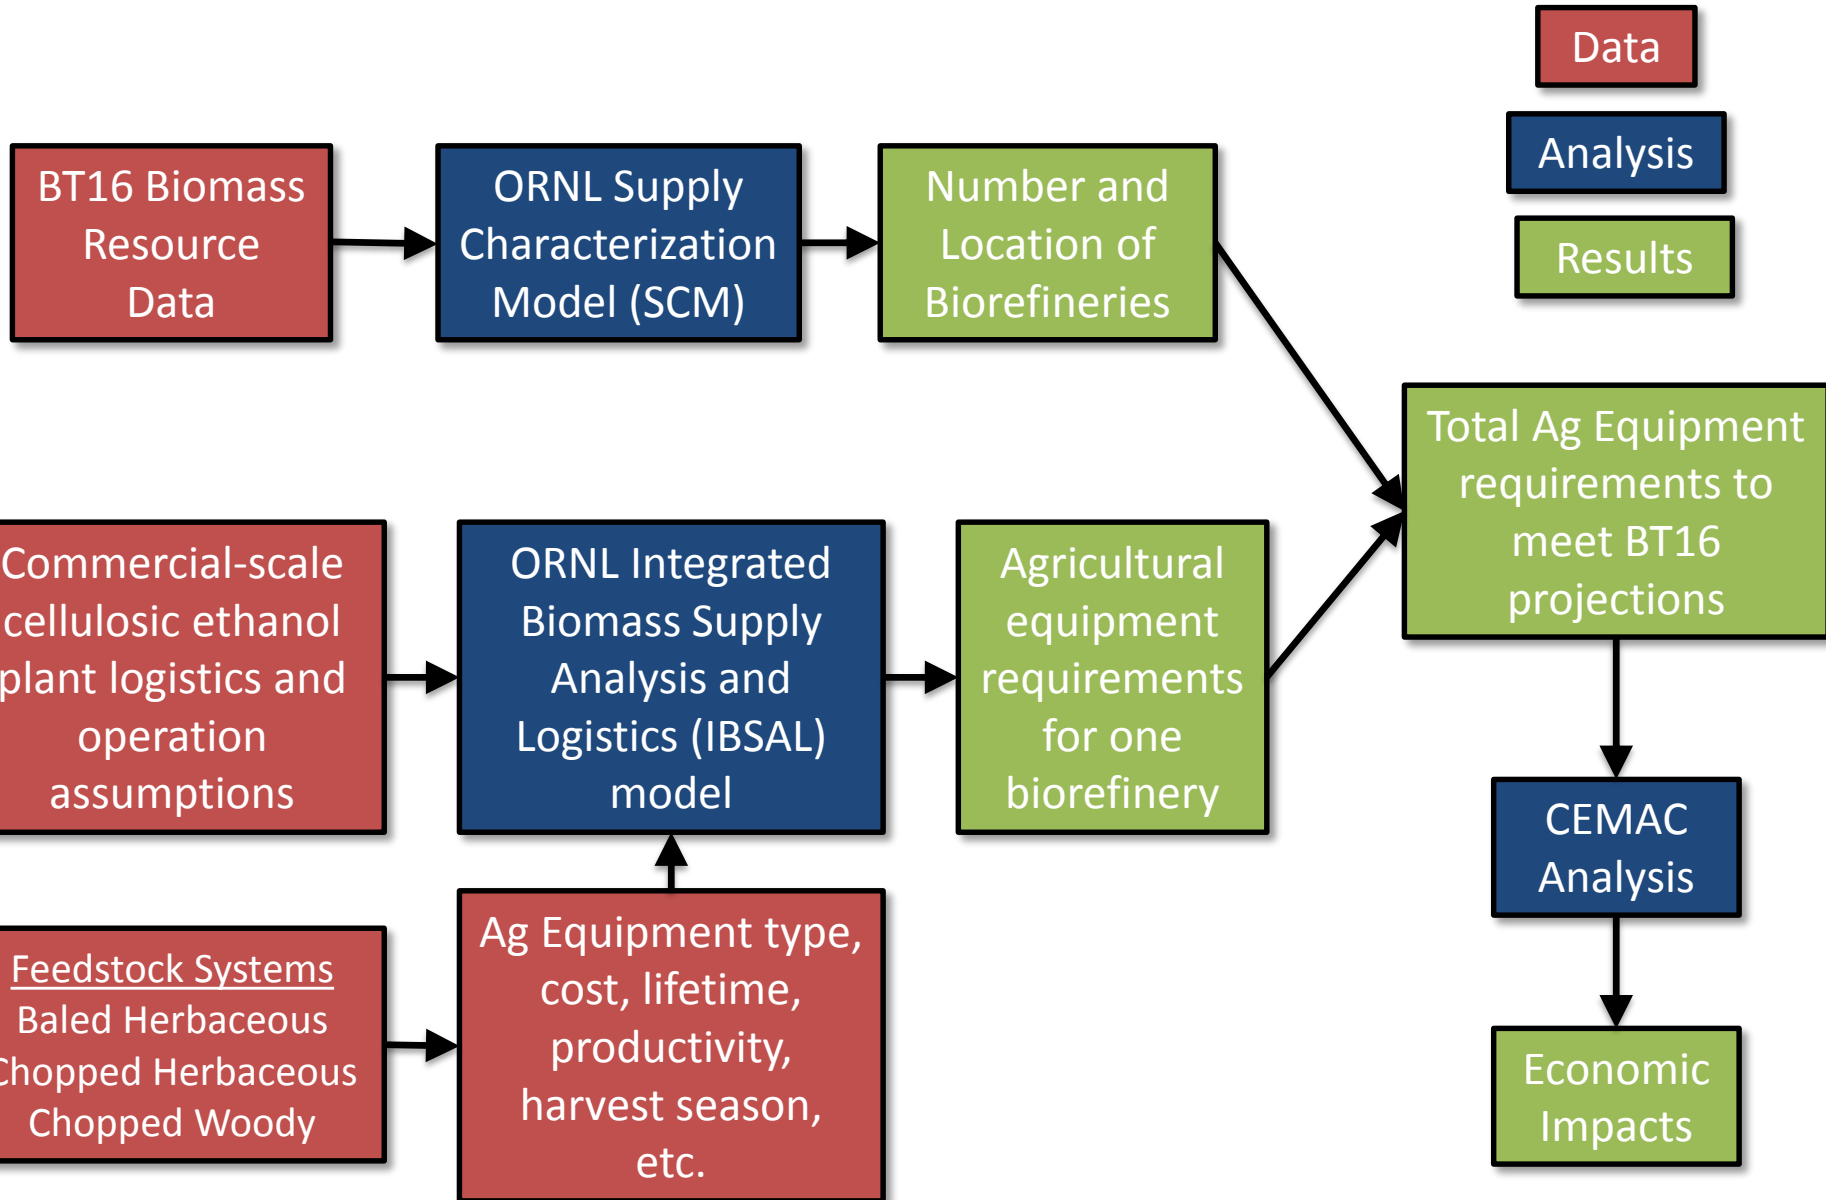 Data
Analysis
Results
BT16 Biomass
Resource
Data
ORNL Supply
Characterization
Model (SCM)
Number and
Location of
Biorefineries
Total Ag Equipment
requirements to
meet BT16
projections
Commercial-scale
cellulosic ethanol
plant logistics and
operation
assumptions
ORNL Integrated
Biomass Supply
Analysis and
Logistics (IBSAL)
model
Agricultural
equipment
requirements
for one
biorefinery
CEMAC
Analysis
Feedstock Systems
Baled Herbaceous
Chopped Herbaceous
Chopped Woody
Ag Equipment type,
cost, lifetime,
productivity,
harvest season,
etc.
Economic
Impacts